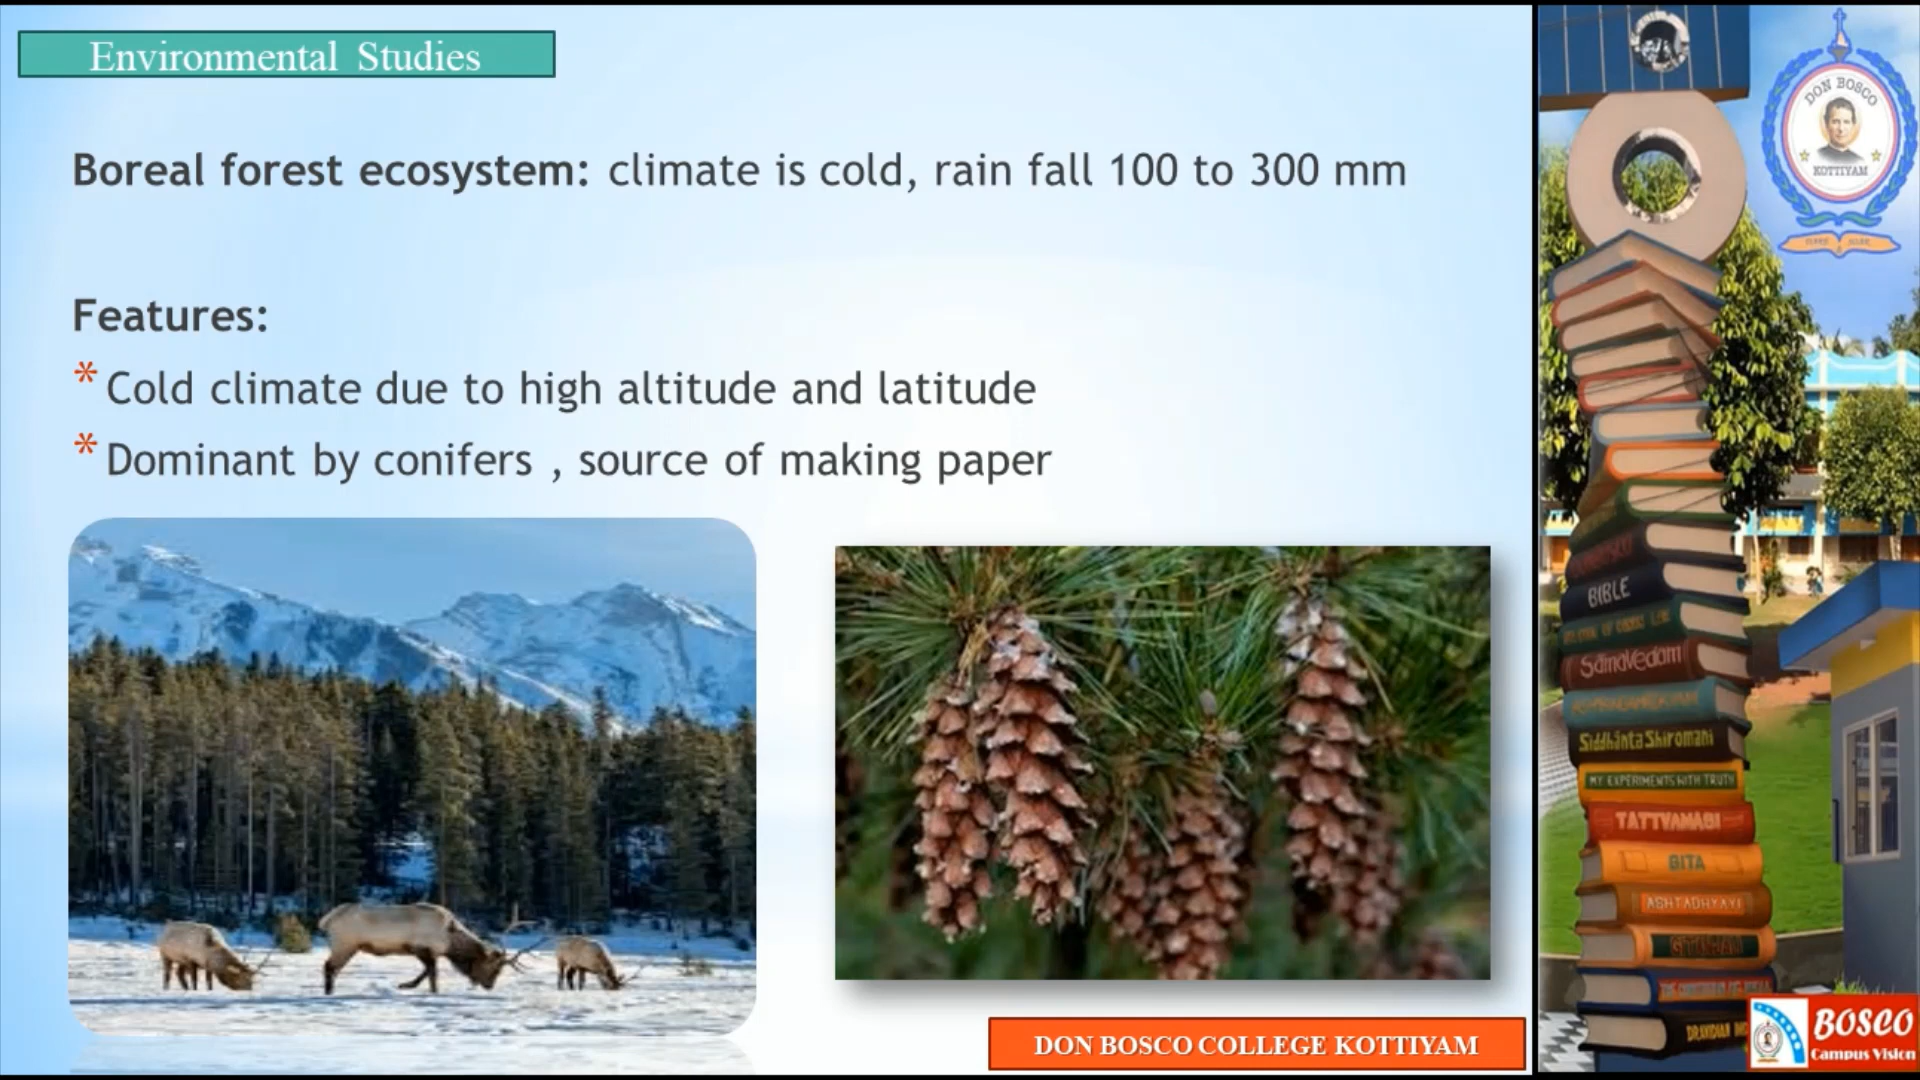 Environmental Studies
Boreal forest ecosystem: climate is cold, rain fall 100 to 300 mm
Features:
* Cold climate due to high altitude and latitude
* Dominant by conifers , source of making paper
DON BOSCO COLLEGE KOTTIYAM
DON BOSCO
KOTTIYAM
BIBLE
SamaVedam
Siddhanta Shiromani
MY EXPERIMENTS WITH TRUTH
BITA
ASHTADHYAYI
GITANJALI
BOSCO
Campus Vision